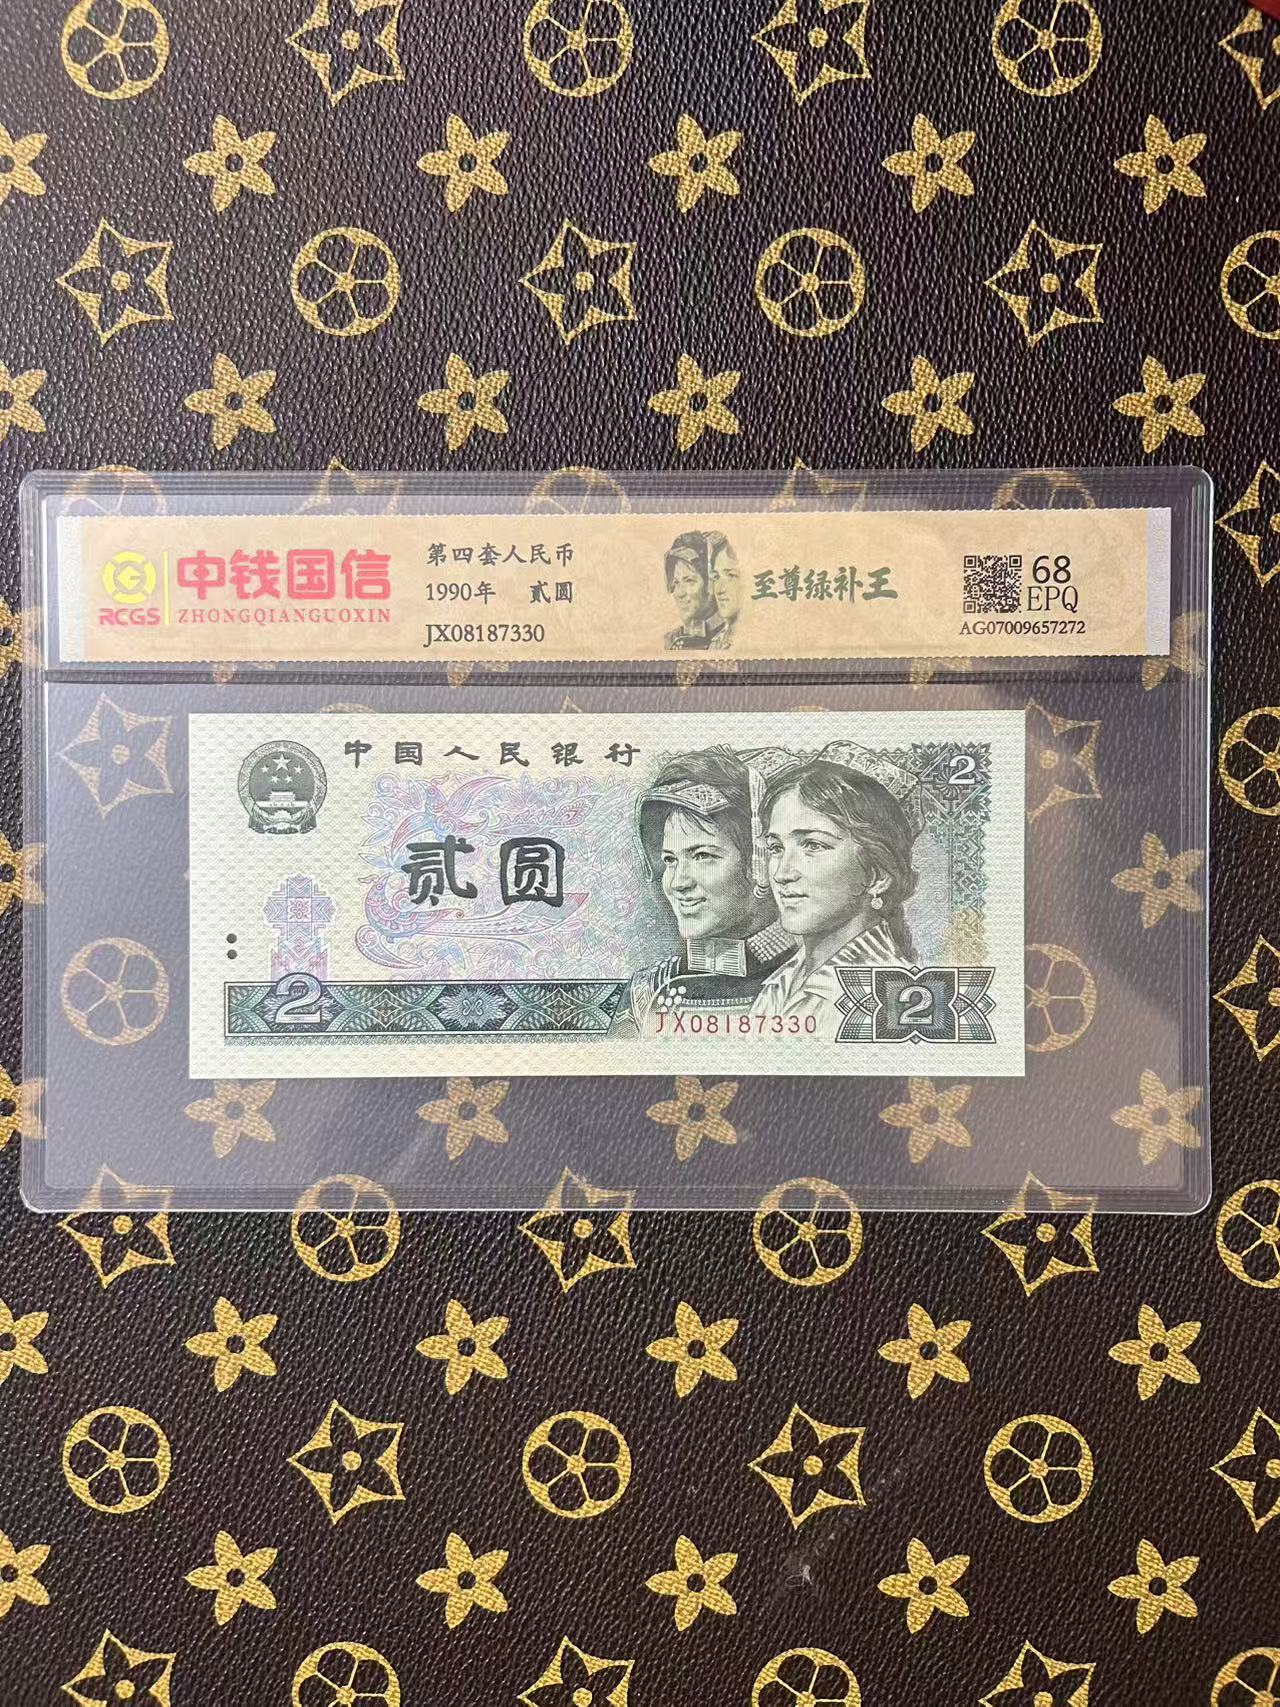 中钱国信
RCGS ZHONGQIANGUOXIN
第四套人民币
1990年 贰圆
JX08187330
至尊绿补王
68
EPQ
AG07009657272
中国人民银行
2
贰圆
2
JX08187330
2